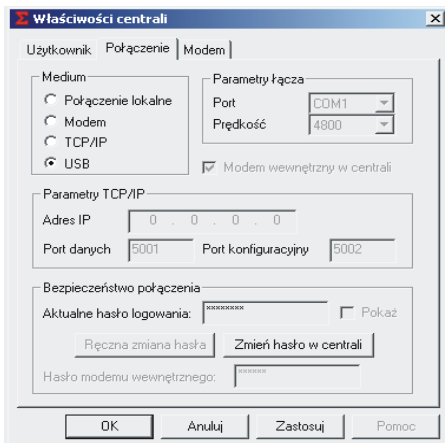 Σ Właściwości centrali
Użytkownik Połączenie Modem
Medium
Połączenie lokalne
Modem
TCP/IP
USB
Parametry łącza
Port COM1
Prędkość 4800
Modem wewnętrzny w centrali
Parametry TCP/IP
Adres IP 0 . 0 . 0 . 0
Port danych 5001 Port konfiguracyjny 5002
Bezpieczeństwo połączenia
Aktualne hasło logowania: ******** Pokaż
Ręczna zmiana hasła Zmień hasło w centrali
Hasło modemu wewnętrznego: ******
OK Anuluj Zastosuj Pomoc